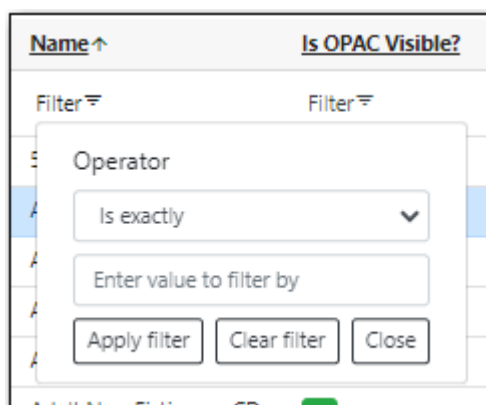 Name↑ Is OPAC Visible?
Filter Filter
5
Operator
A
Is exactly
A
Enter value to filter by
A
Apply filter Clear filter Close
A